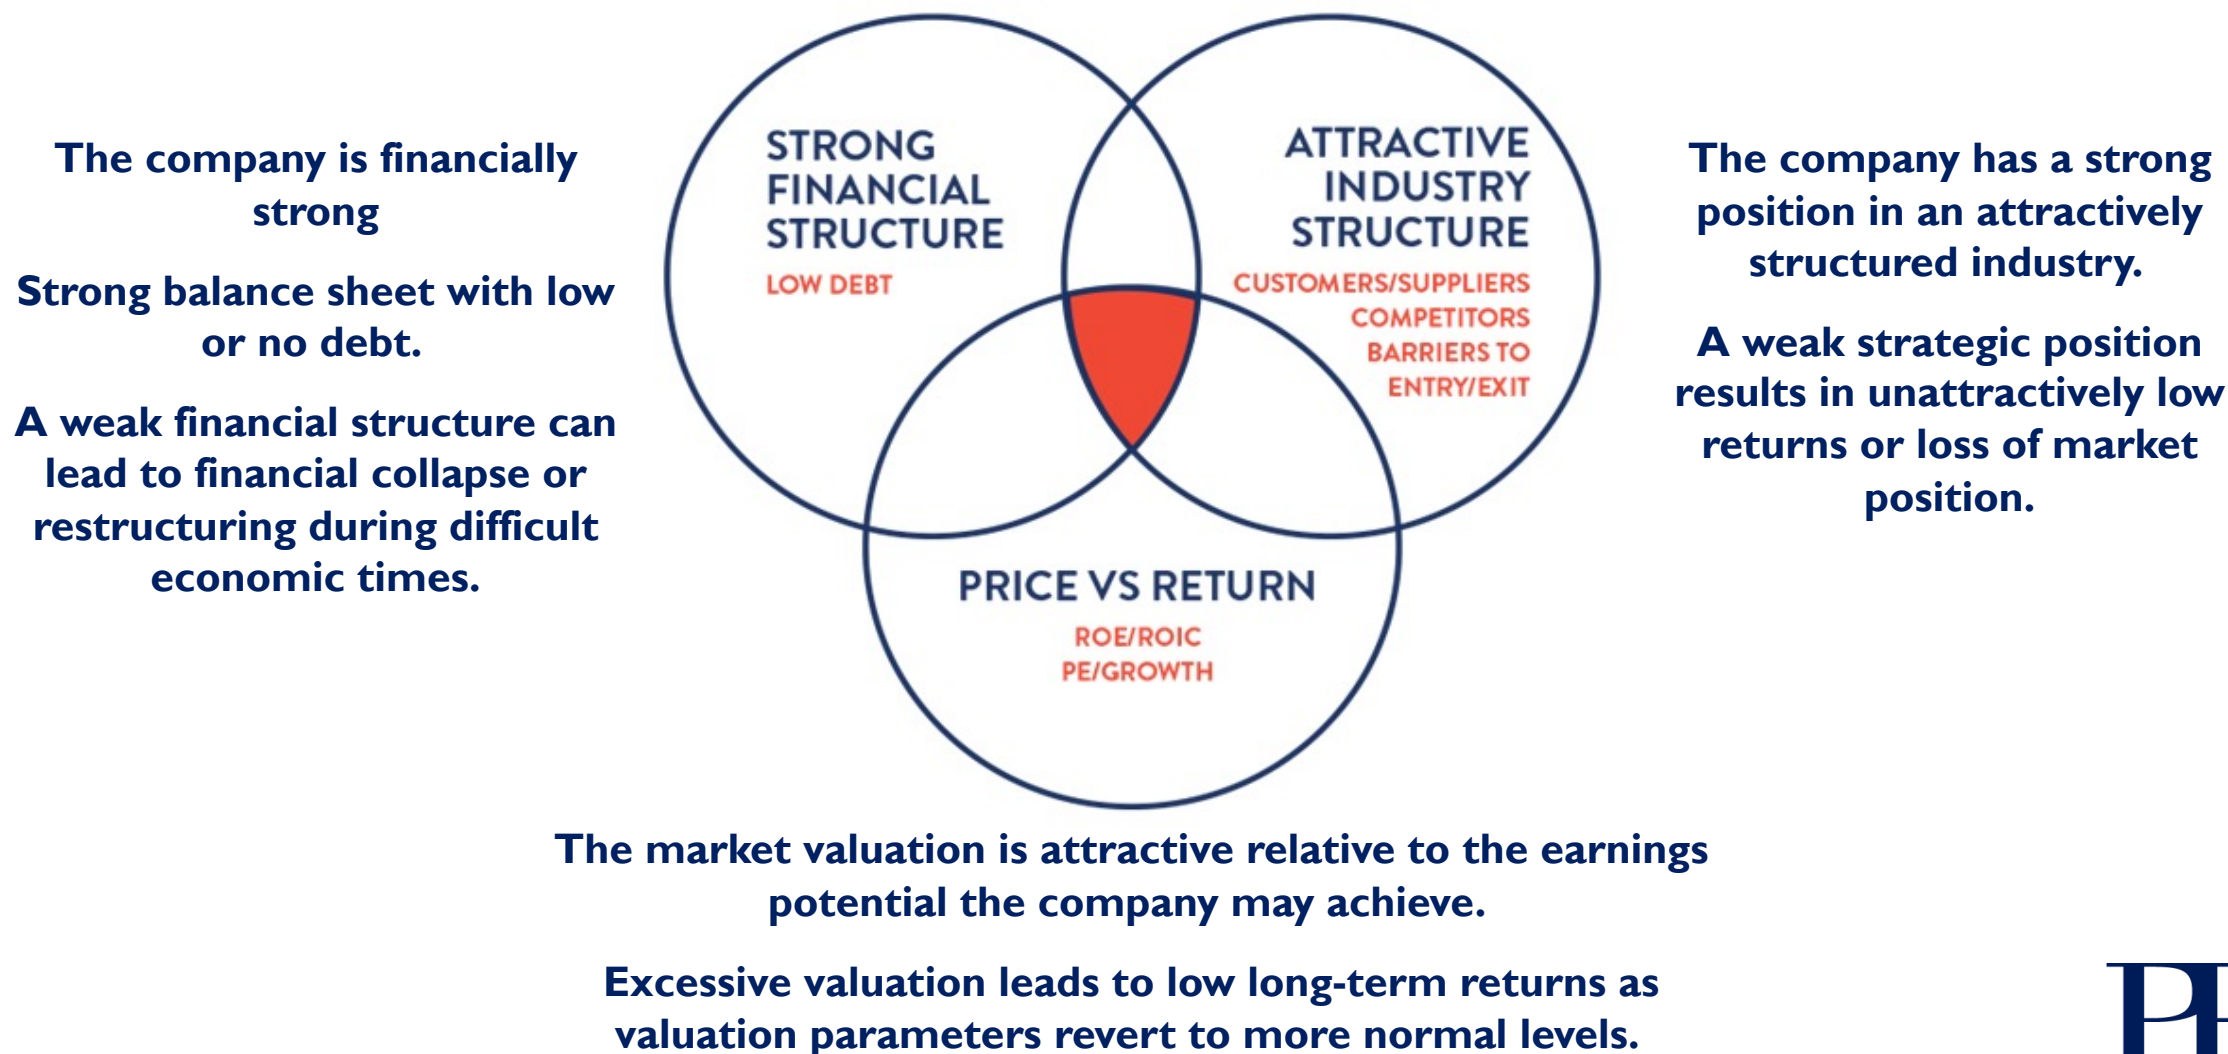 The company is financially
strong
Strong balance sheet with low
or no debt.
A weak financial structure can
lead to financial collapse or
restructuring during difficult
economic times.
STRONG
FINANCIAL
STRUCTURE
LOW DEBT
ATTRACTIVE
INDUSTRY
STRUCTURE
CUSTOMERS/SUPPLIERS
COMPETITORS
BARRIERS TO
ENTRY/EXIT
The company has a strong
position in an attractively
structured industry.
A weak strategic position
results in unattractively low
returns or loss of market
position.
PRICE VS RETURN
ROE/ROIC
PE/GROWTH
The market valuation is attractive relative to the earnings
potential the company may achieve.
Excessive valuation leads to low long-term returns as
valuation parameters revert to more normal levels.